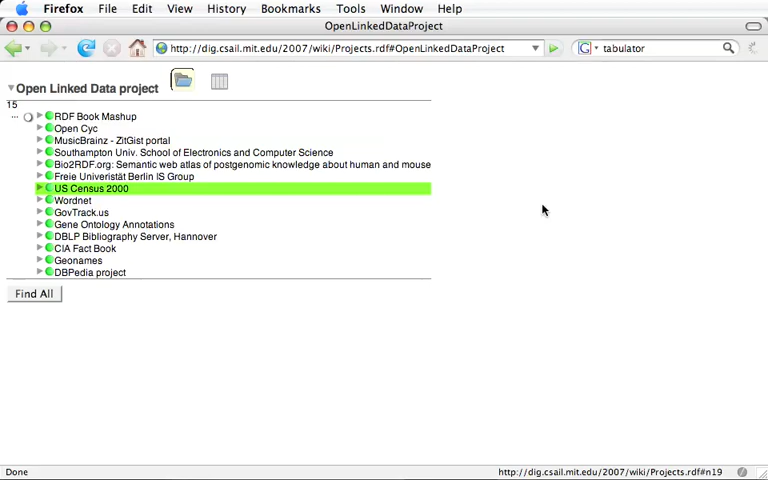 Firefox File Edit View History Bookmarks Tools Window Help
OpenLinkedDataProject
http://dig.csail.mit.edu/2007/wiki/Projects.rdf#OpenLinkedDataProject
tabulator
Open Linked Data project
15
... RDF Book Mashup
Open Cyc
MusicBrainz - ZitGist portal
Southampton Univ. School of Electronics and Computer Science
Bio2RDF.org: Semantic web atlas of postgenomic knowledge about human and mouse
Freie Universität Berlin IS Group
US Census 2000
Wordnet
GovTrack.us
Gene Ontology Annotations
DBLP Bibliography Server, Hannover
CIA Fact Book
Geonames
DBPedia project
Find All
Done http://dig.csail.mit.edu/2007/wiki/Projects.rdf#n19